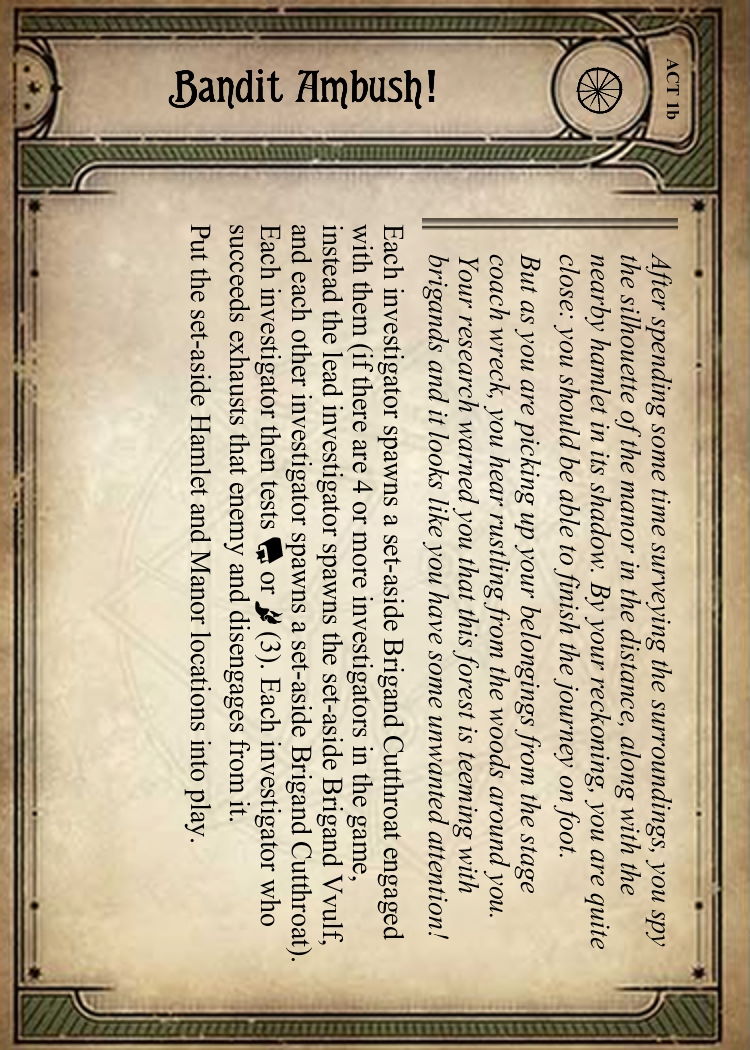 ACT 1b
Bandit Ambush!
After spending some time surveying the surroundings, you spy
the silhouette of the manor in the distance, along with the
nearby hamlet in its shadow. By your reckoning, you are quite
close: you should be able to finish the journey on foot.
But as you are picking up your belongings from the stage
coach wreck, you hear rustling from the woods around you.
Your research warned you that this forest is teeming with
brigands and it looks like you have some unwanted attention!
Each investigator spawns a set-aside Brigand Cutthroat engaged
with them (if there are 4 or more investigators in the game,
instead the lead investigator spawns the set-aside Brigand Vvulf,
and each other investigator spawns a set-aside Brigand Cutthroat).
Each investigator then tests or (3). Each investigator who
succeeds exhausts that enemy and disengages from it.
Put the set-aside Hamlet and Manor locations into play.